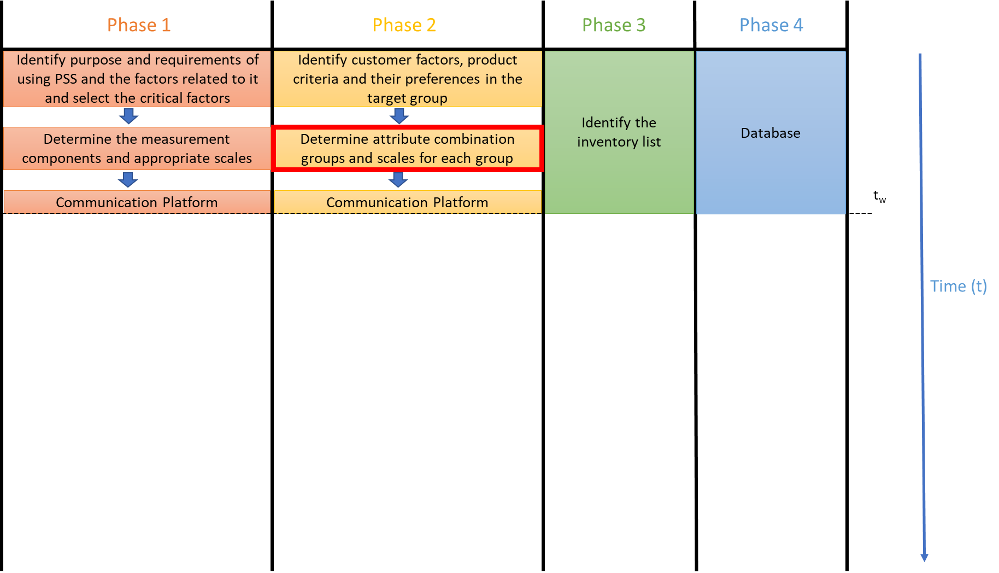 Phase 1
Phase 2
Phase 3
Phase 4
Identify purpose and requirements of
using PSS and the factors related to it
and select the critical factors
Determine the measurement
components and appropriate scales
Communication Platform
Identify customer factors, product
criteria and their preferences in the
target group
Determine attribute combination
groups and scales for each group
Communication Platform
Identify the
inventory list
Database
tw
Time (t)